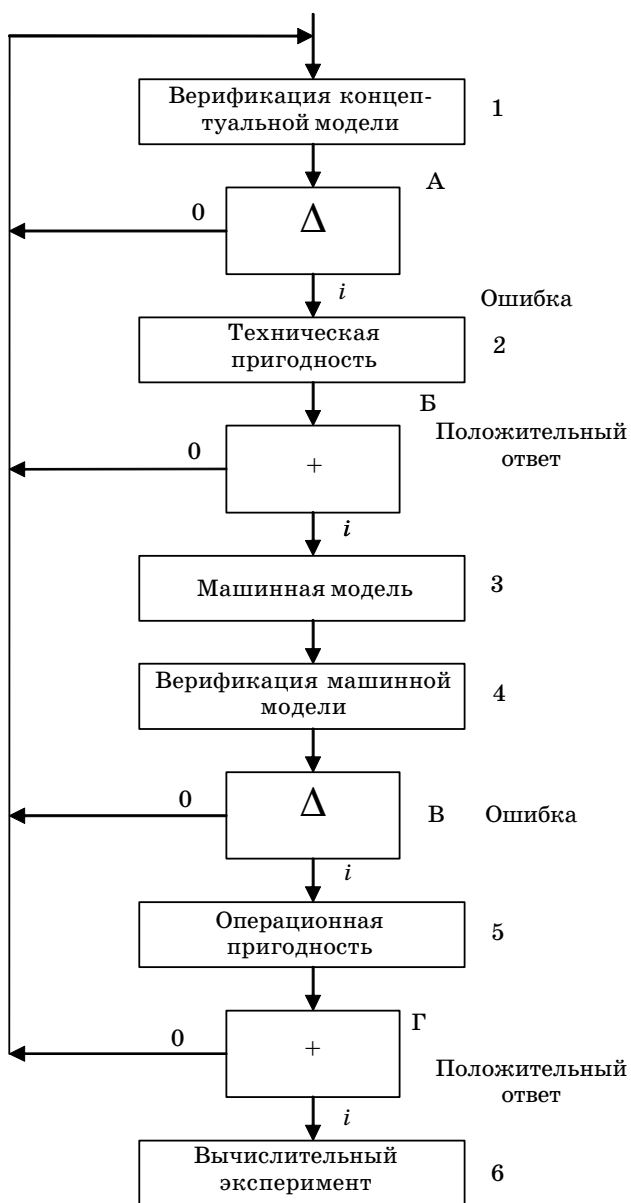 Верификация концеп-
туальной модели
1
А
0
Δ
i
Ошибка
Техническая
пригодность
2
Б
Положительный
ответ
0
+
i
Машинная модель
3
Верификация машинной
модели
4
0
Δ
В
Ошибка
i
Операционная
пригодность
5
Г
0
+
Положительный
ответ
i
Вычислительный
эксперимент
6